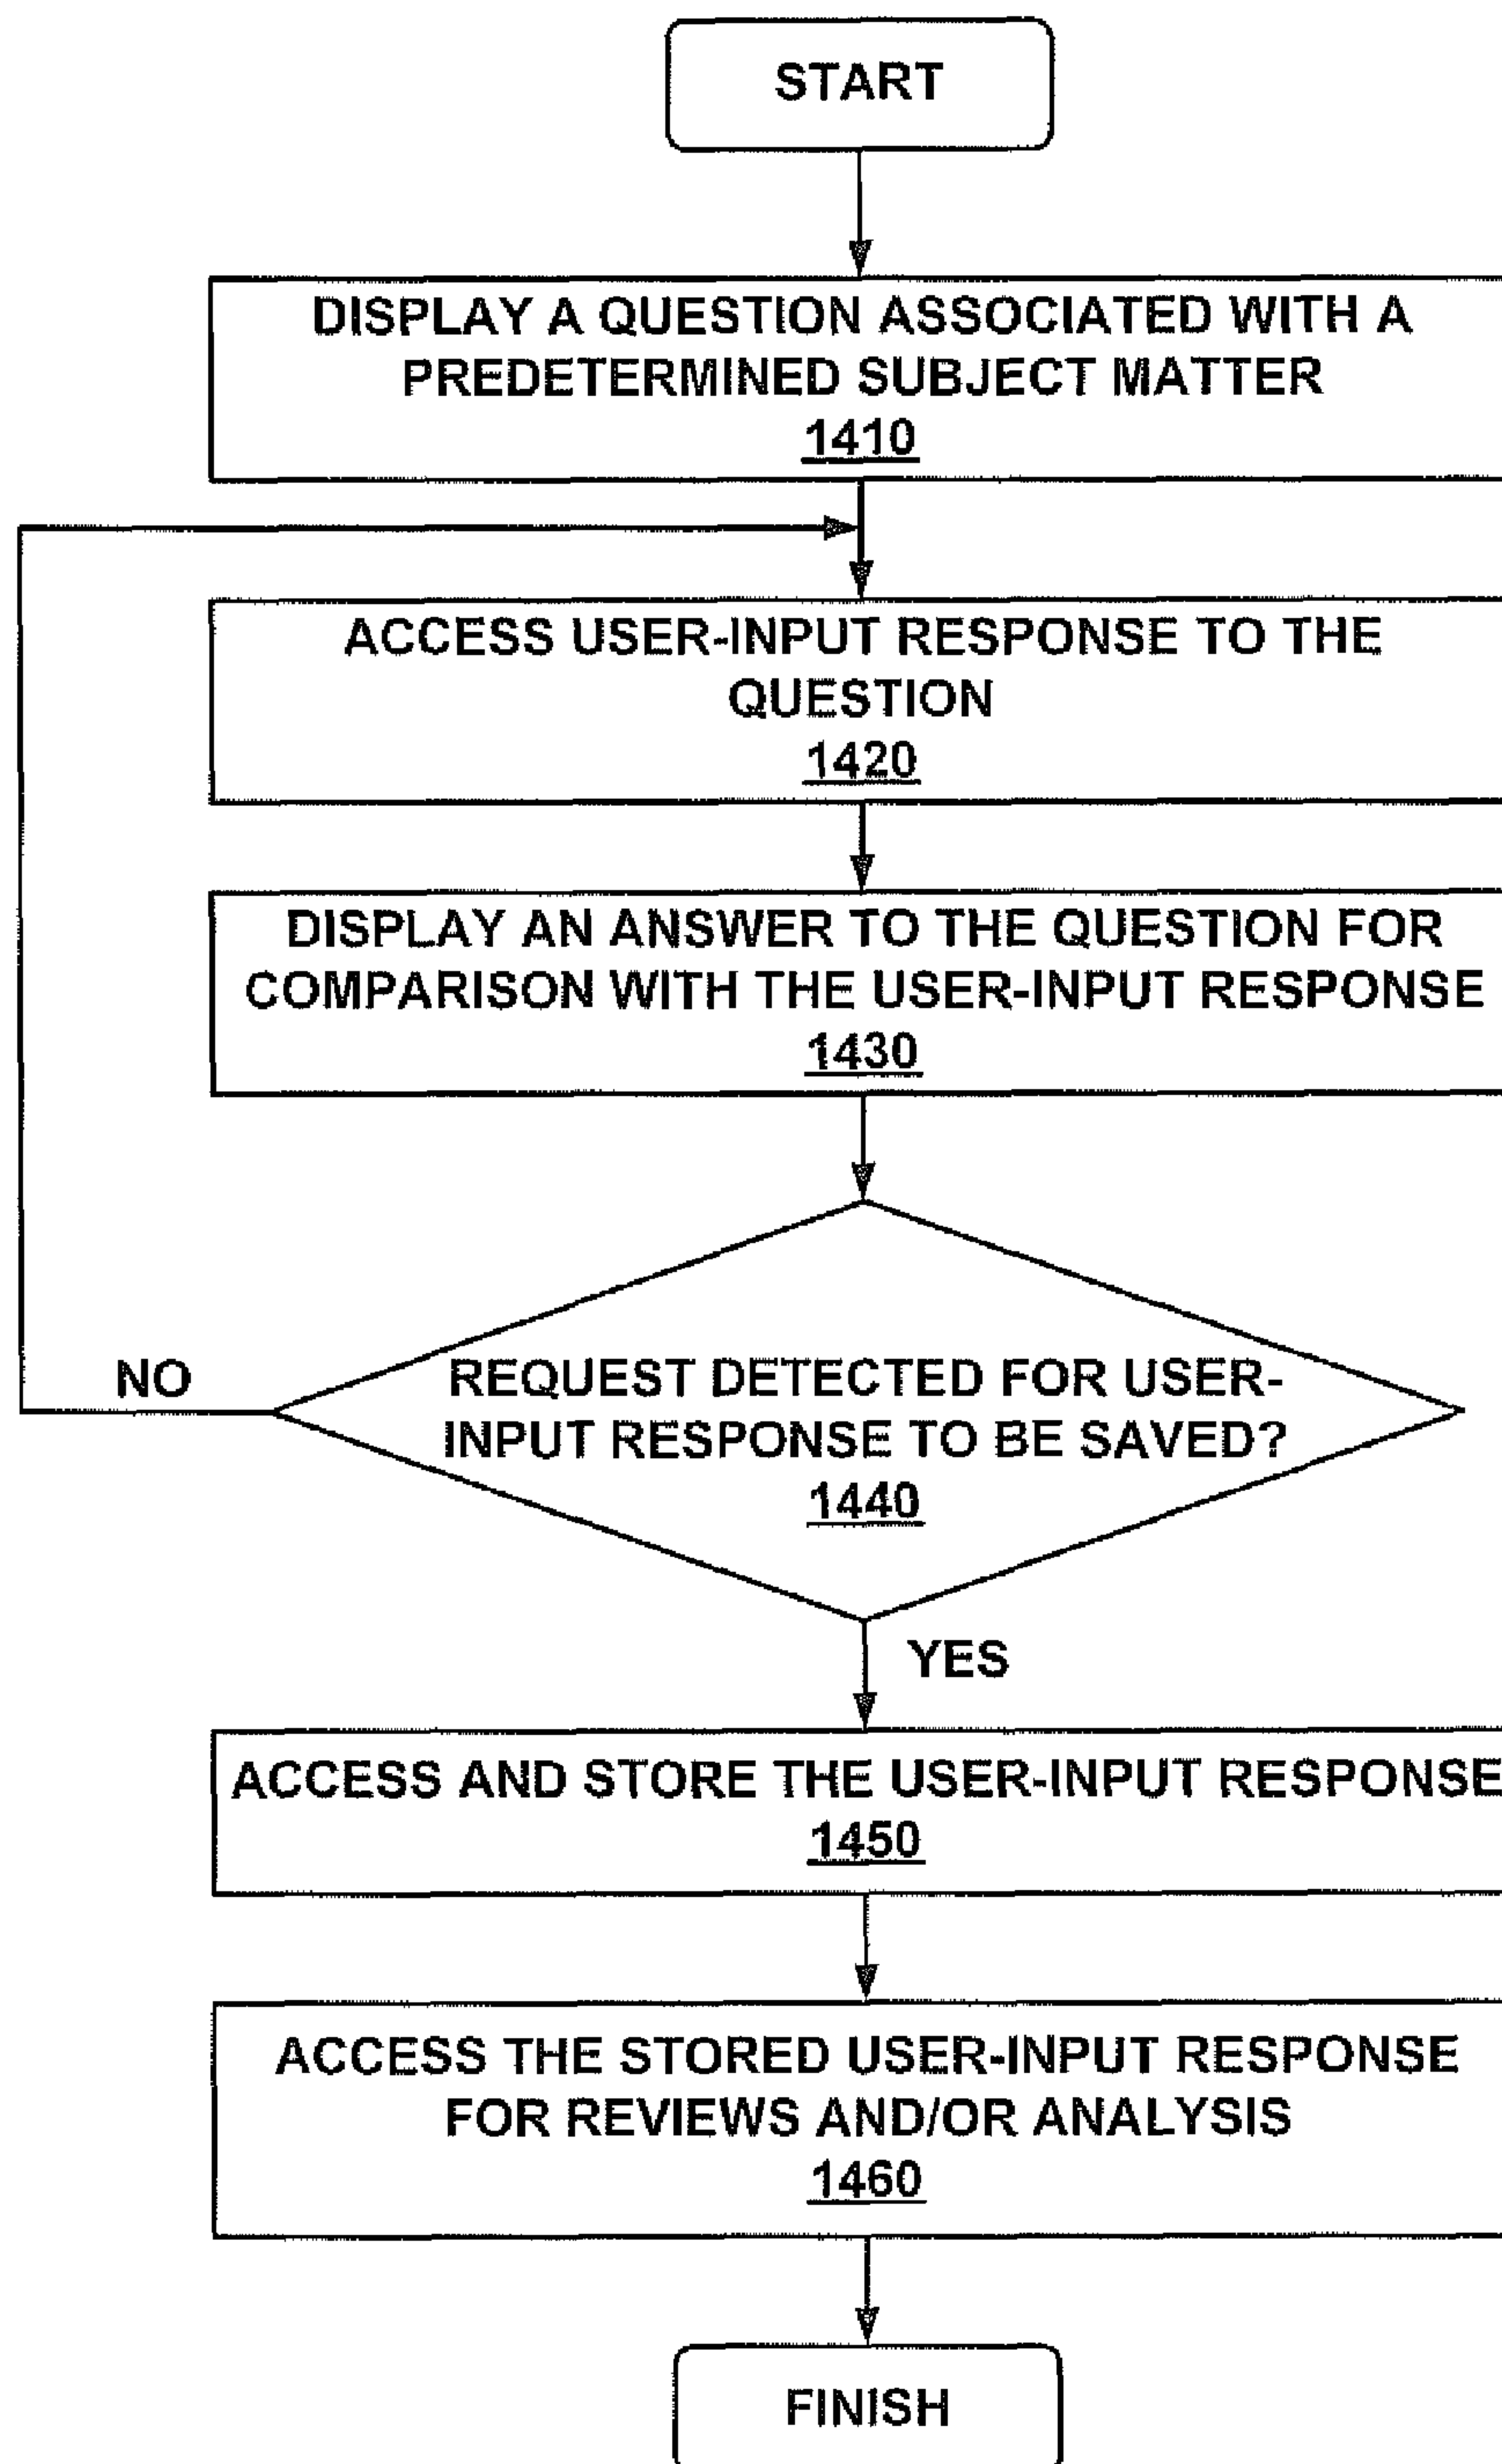 START
DISPLAY A QUESTION ASSOCIATED WITH A
PREDETERMINED SUBJECT MATTER
1410
ACCESS USER-INPUT RESPONSE TO THE
QUESTION
1420
DISPLAY AN ANSWER TO THE QUESTION FOR
COMPARISON WITH THE USER-INPUT RESPONSE
1430
NO
REQUEST DETECTED FOR USER-
INPUT RESPONSE TO BE SAVED?
1440
YES
ACCESS AND STORE THE USER-INPUT RESPONSE
1450
ACCESS THE STORED USER-INPUT RESPONSE
FOR REVIEWS AND/OR ANALYSIS
1460
FINISH